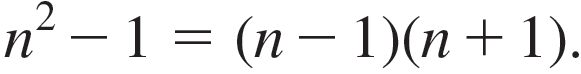 n² − 1 = (n − 1)(n + 1).